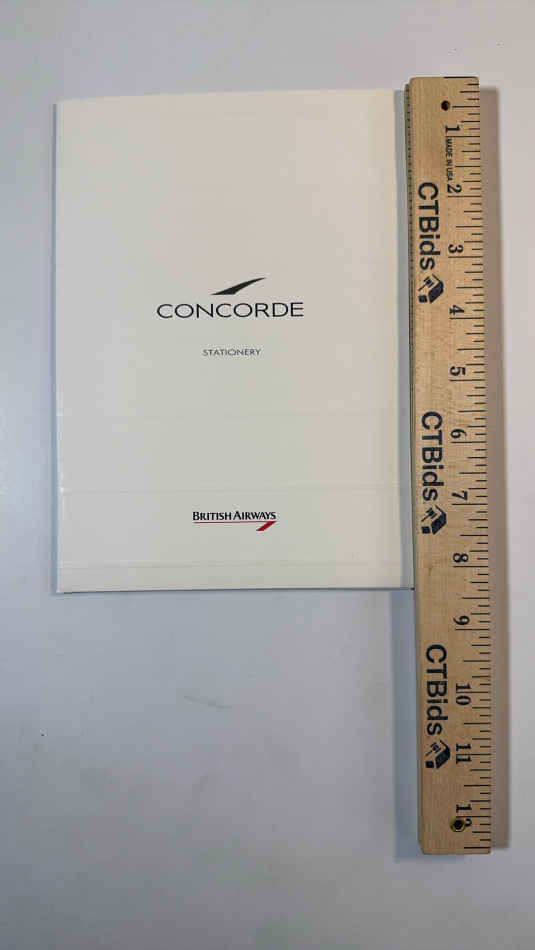 CONCORDE
STATIONERY
BRITISH AIRWAYS
1
MADE IN USA
2
CTBids
3
4
5
6
CTBids
7
8
9
10
CTBids
11
12